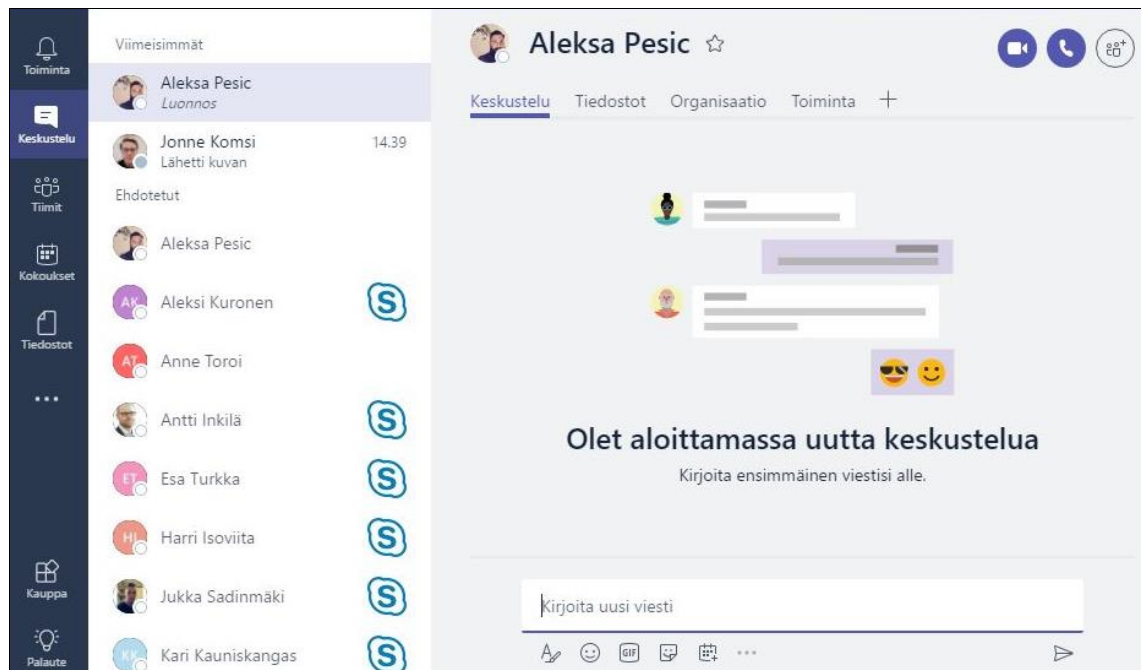 Toiminta
Keskustelu
Tiimit
Kokoukset
Tiedostot
Kauppa
Palaute
Viimeisimmät
Aleksa Pesic
Luonnos
Jonne Komsi 14.39
Lähetti kuvan
Ehdotetut
Aleksa Pesic
AK Aleksi Kuronen S
AT Anne Toroi
Antti Inkilä S
ET Esa Turkka S
HI Harri Isoviita S
Jukka Sadinmäki S
KK Kari Kauniskangas S
Aleksa Pesic
Keskustelu Tiedostot Organisaatio Toiminta
Olet aloittamassa uutta keskustelua
Kirjoita ensimmäinen viestisi alle.
Kirjoita uusi viesti
GIF